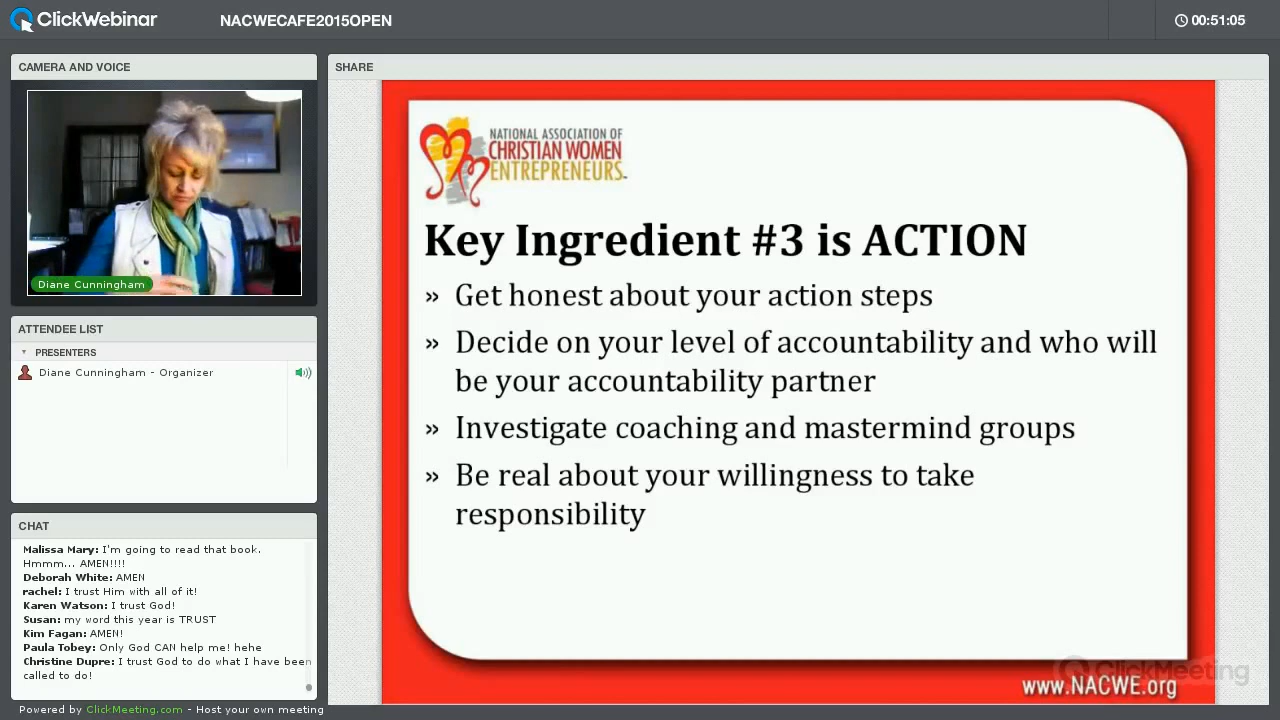 ClickWebinar
NACWECAFE2015OPEN
00:51:05
CAMERA AND VOICE
Diane Cunningham
ATTENDEE LIST
PRESENTERS
Diane Cunningham - Organizer
CHAT
I'm going to read that book.
Hmmm... AMEN!!!!
Deborah White: AMEN
rachel: I trust Him with all of it!
Karen Watson: I trust God!
Susan: my word this year is TRUST
Kim Fagan: AMEN!
Paula Tracy: Only God CAN help me! hehe
Christine Dupre: I trust God to do what I have been
called to do.
Powered by ClickMeeting.com - Host your own meeting
SHARE
NATIONAL ASSOCIATION OF
CHRISTIAN WOMEN
ENTREPRENEURS
Key Ingredient #3 is ACTION
» Get honest about your action steps
» Decide on your level of accountability and who will
be your accountability partner
» Investigate coaching and mastermind groups
» Be real about your willingness to take
responsibility
ClickMeeting
www.NACWE.org